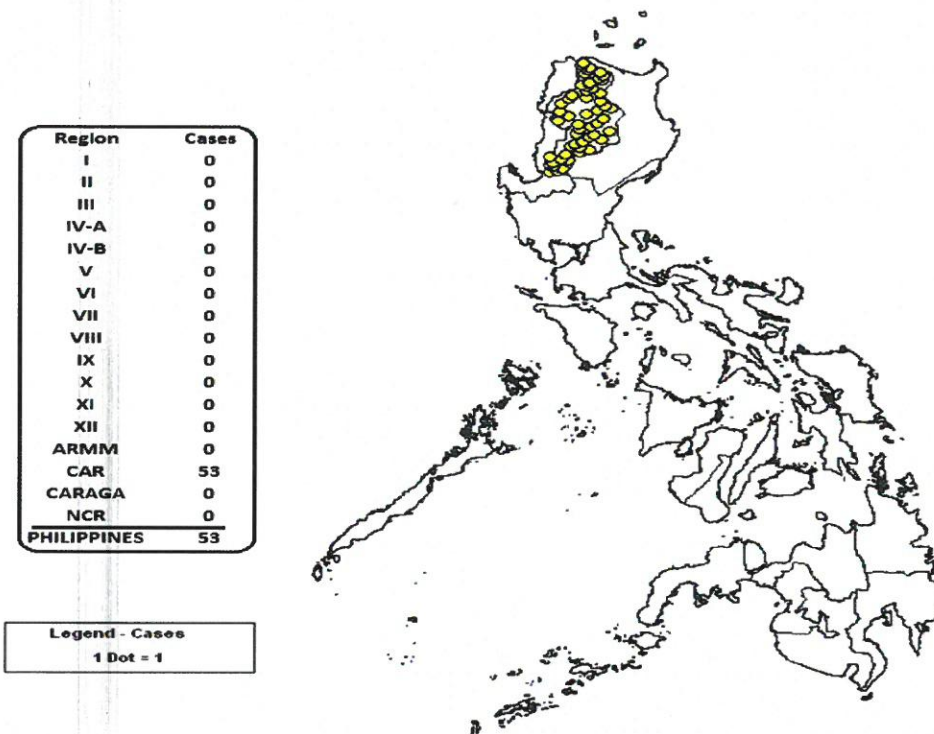 Region Cases
I 0
II 0
III 0
IV-A 0
IV-B 0
V 0
VI 0
VII 0
VIII 0
IX 0
X 0
XI 0
XII 0
ARMM 0
CAR 53
CARAGA 0
NCR 0
PHILIPPINES 53
Legend - Cases
1 Dot = 1